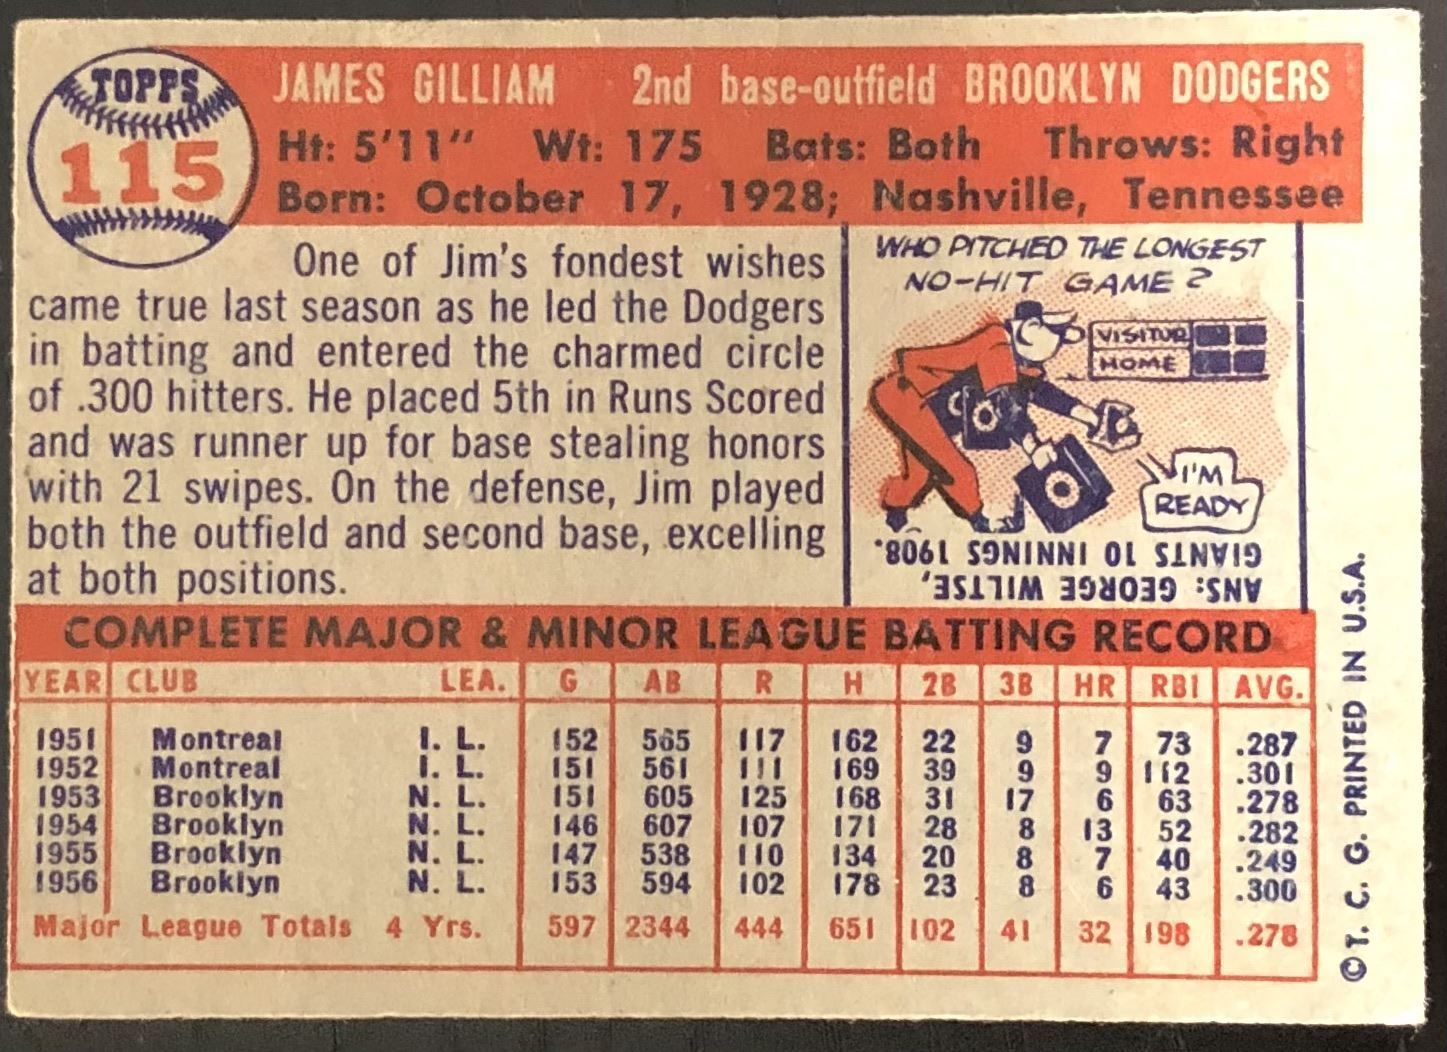 TOPPS
115
JAMES GILLIAM 2nd base-outfield BROOKLYN DODGERS
Ht: 5'11" Wt: 175 Bats: Both Throws: Right
Born: October 17, 1928; Nashville, Tennessee
One of Jim's fondest wishes
came true last season as he led the Dodgers
in batting and entered the charmed circle
of .300 hitters. He placed 5th in Runs Scored
and was runner up for base stealing honors
with 21 swipes. On the defense, Jim played
both the outfield and second base, excelling
at both positions.
WHO PITCHED THE LONGEST
NO-HIT GAME?
VISITOR
HOME
I'M
READY
ANS: GEORGE WILTSE,
GIANTS 10 INNINGS 1908.
COMPLETE MAJOR & MINOR LEAGUE BATTING RECORD
YEAR CLUB LEA. G AB R H 2B 3B HR RBI AVG.
1951 Montreal I. L. 152 565 117 162 22 9 7 73 .287
1952 Montreal I. L. 151 561 111 169 39 9 9 112 .301
1953 Brooklyn N. L. 151 605 125 168 31 17 6 63 .278
1954 Brooklyn N. L. 146 607 107 171 28 8 13 52 .282
1955 Brooklyn N. L. 147 538 110 134 20 8 7 40 .249
1956 Brooklyn N. L. 153 594 102 178 23 8 6 43 .300
Major League Totals 4 Yrs. 597 2344 444 651 102 41 32 198 .278
© T. C. G. PRINTED IN U.S.A.